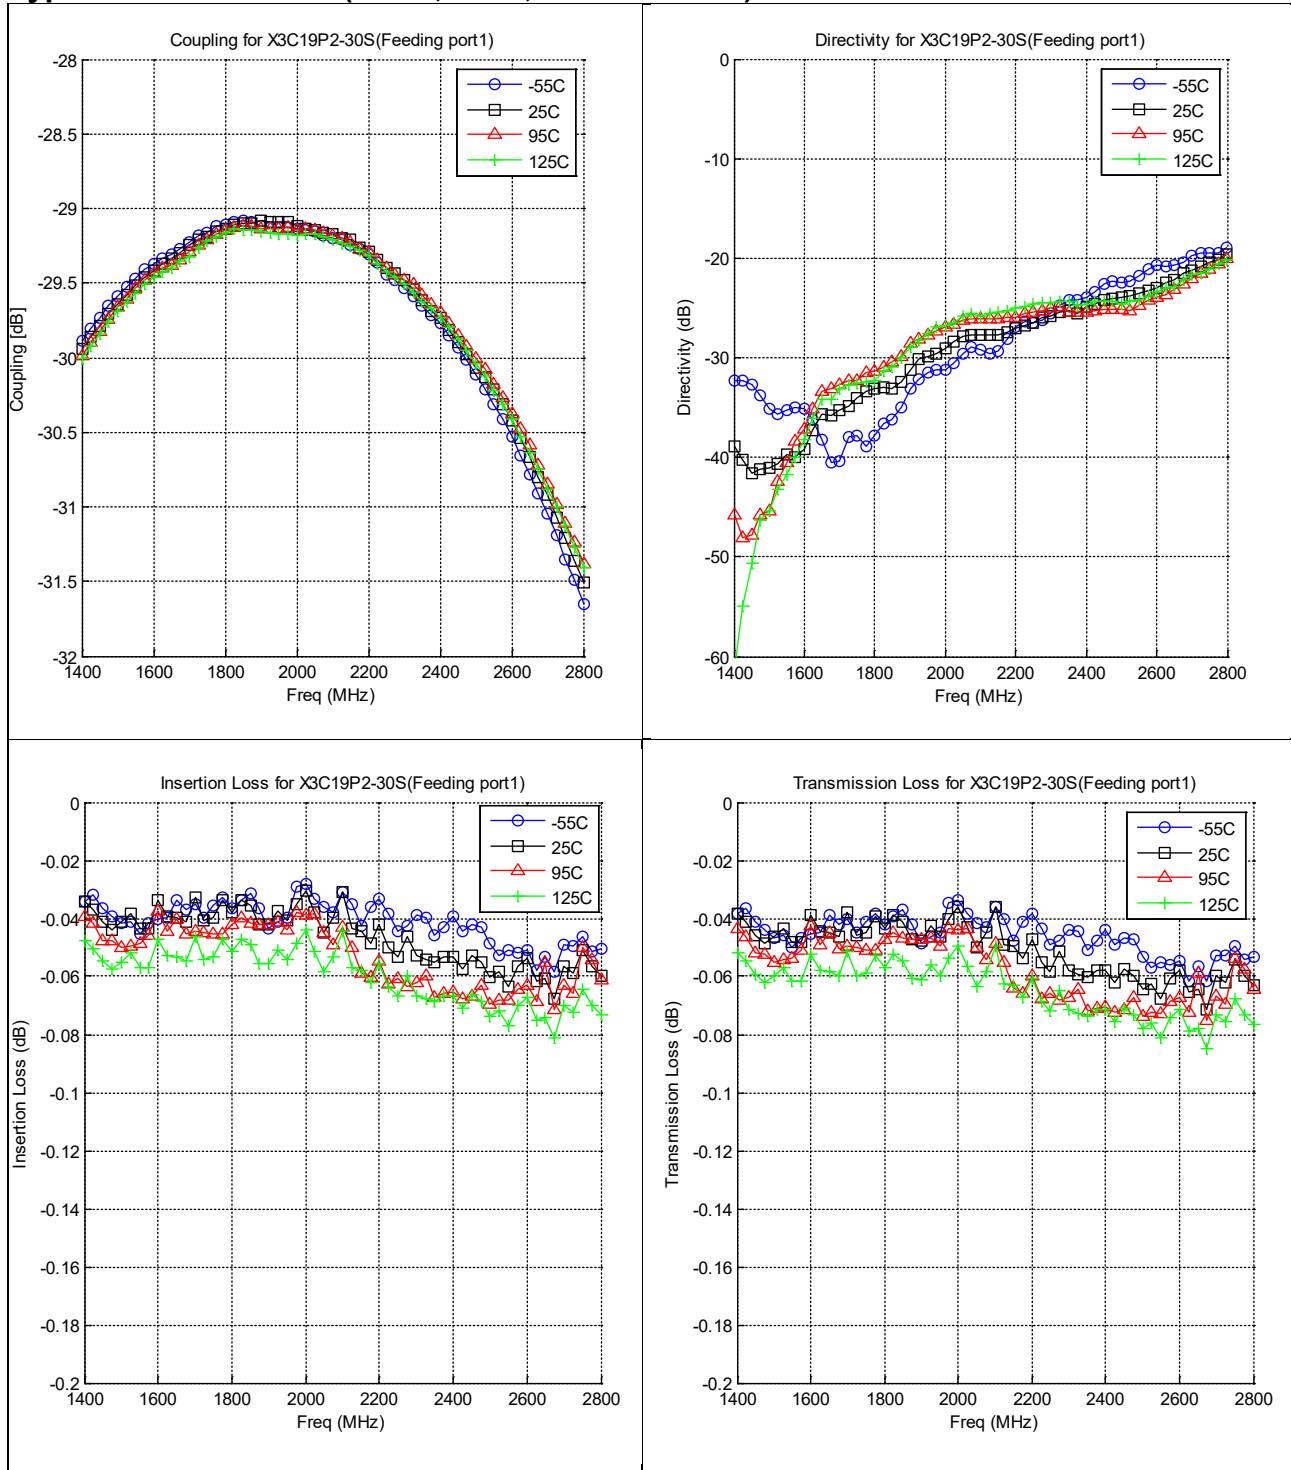 Coupling for X3C19P2-30S(Feeding port1)
-28
-28.5
-29
-29.5
-30
-30.5
-31
-31.5
-32
1400 1600 1800 2000 2200 2400 2600 2800
Freq (MHz)
Coupling [dB]
-55C
25C
95C
125C
Directivity for X3C19P2-30S(Feeding port1)
0
-10
-20
-30
-40
-50
-60
1400 1600 1800 2000 2200 2400 2600 2800
Freq (MHz)
Directivity (dB)
-55C
25C
95C
125C
Insertion Loss for X3C19P2-30S(Feeding port1)
0
-0.02
-0.04
-0.06
-0.08
-0.1
-0.12
-0.14
-0.16
-0.18
-0.2
1400 1600 1800 2000 2200 2400 2600 2800
Freq (MHz)
Insertion Loss (dB)
-55C
25C
95C
125C
Transmission Loss for X3C19P2-30S(Feeding port1)
0
-0.02
-0.04
-0.06
-0.08
-0.1
-0.12
-0.14
-0.16
-0.18
-0.2
1400 1600 1800 2000 2200 2400 2600 2800
Freq (MHz)
Transmission Loss (dB)
-55C
25C
95C
125C